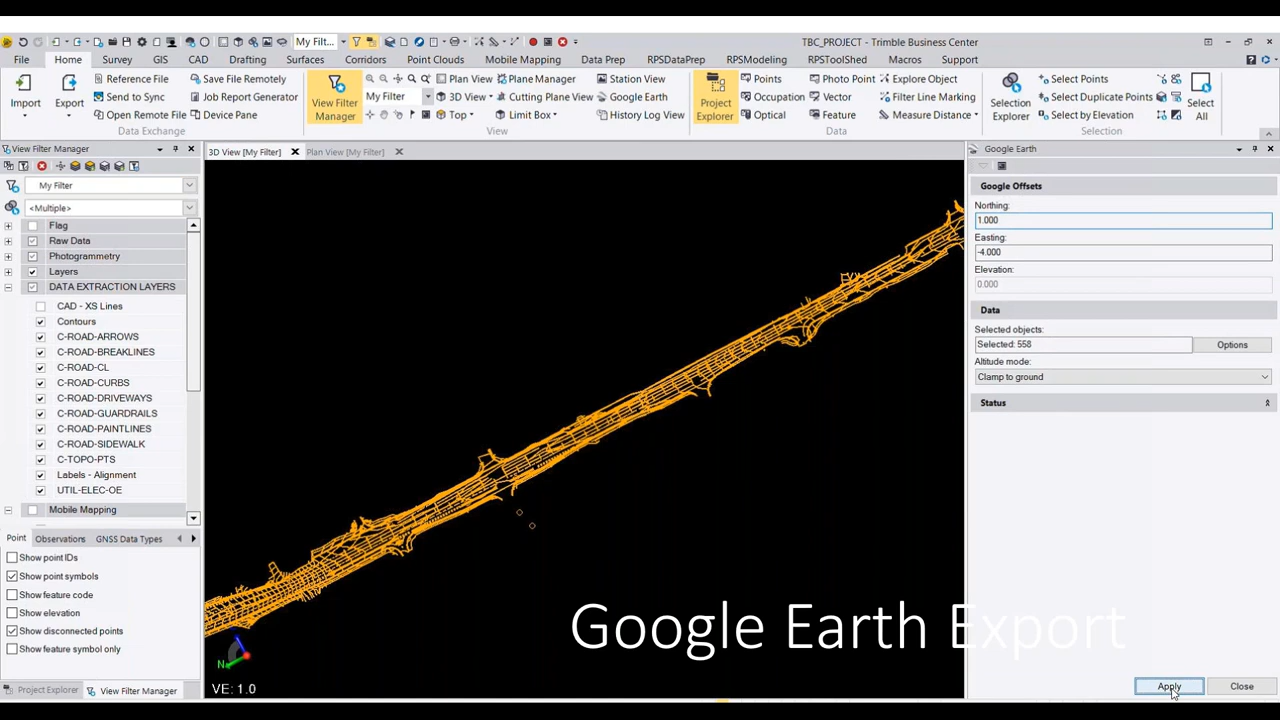 My Filt...
TBC_PROJECT - Trimble Business Center
File Home Survey GIS CAD Drafting Surfaces Corridors Point Clouds Mobile Mapping Data Prep RPSDataPrep RPSModeling RPSToolShed Macros Support
Import
Export
Reference File
Send to Sync
Open Remote File
Save File Remotely
Job Report Generator
Device Pane
Data Exchange
View Filter
Manager
My Filter
Plan View
3D View
Top
Plane Manager
Cutting Plane View
Limit Box
Station View
Google Earth
History Log View
View
Project
Explorer
Points
Occupation
Optical
Photo Point
Vector
Feature
Explore Object
Filter Line Marking
Measure Distance
Data
Selection
Explorer
Select Points
Select Duplicate Points
Select by Elevation
Select
All
Selection
View Filter Manager
My Filter
<Multiple>
Flag
Raw Data
Photogrammetry
Layers
DATA EXTRACTION LAYERS
CAD - XS Lines
Contours
C-ROAD-ARROWS
C-ROAD-BREAKLINES
C-ROAD-CL
C-ROAD-CURBS
C-ROAD-DRIVEWAYS
C-ROAD-GUARDRAILS
C-ROAD-PAINTLINES
C-ROAD-SIDEWALK
C-TOPO-PTS
Labels - Alignment
UTIL-ELEC-OE
Mobile Mapping
Point Observations GNSS Data Types
Show point IDs
Show point symbols
Show feature code
Show elevation
Show disconnected points
Show feature symbol only
Project Explorer View Filter Manager
3D View [My Filter] Plan View [My Filter]
N
VE: 1.0
Google Earth Export
Google Earth
Google Offsets
Northing:
1.000
Easting:
-4.000
Elevation:
0.000
Data
Selected objects:
Selected: 558 Options
Altitude mode:
Clamp to ground
Status
Apply Close